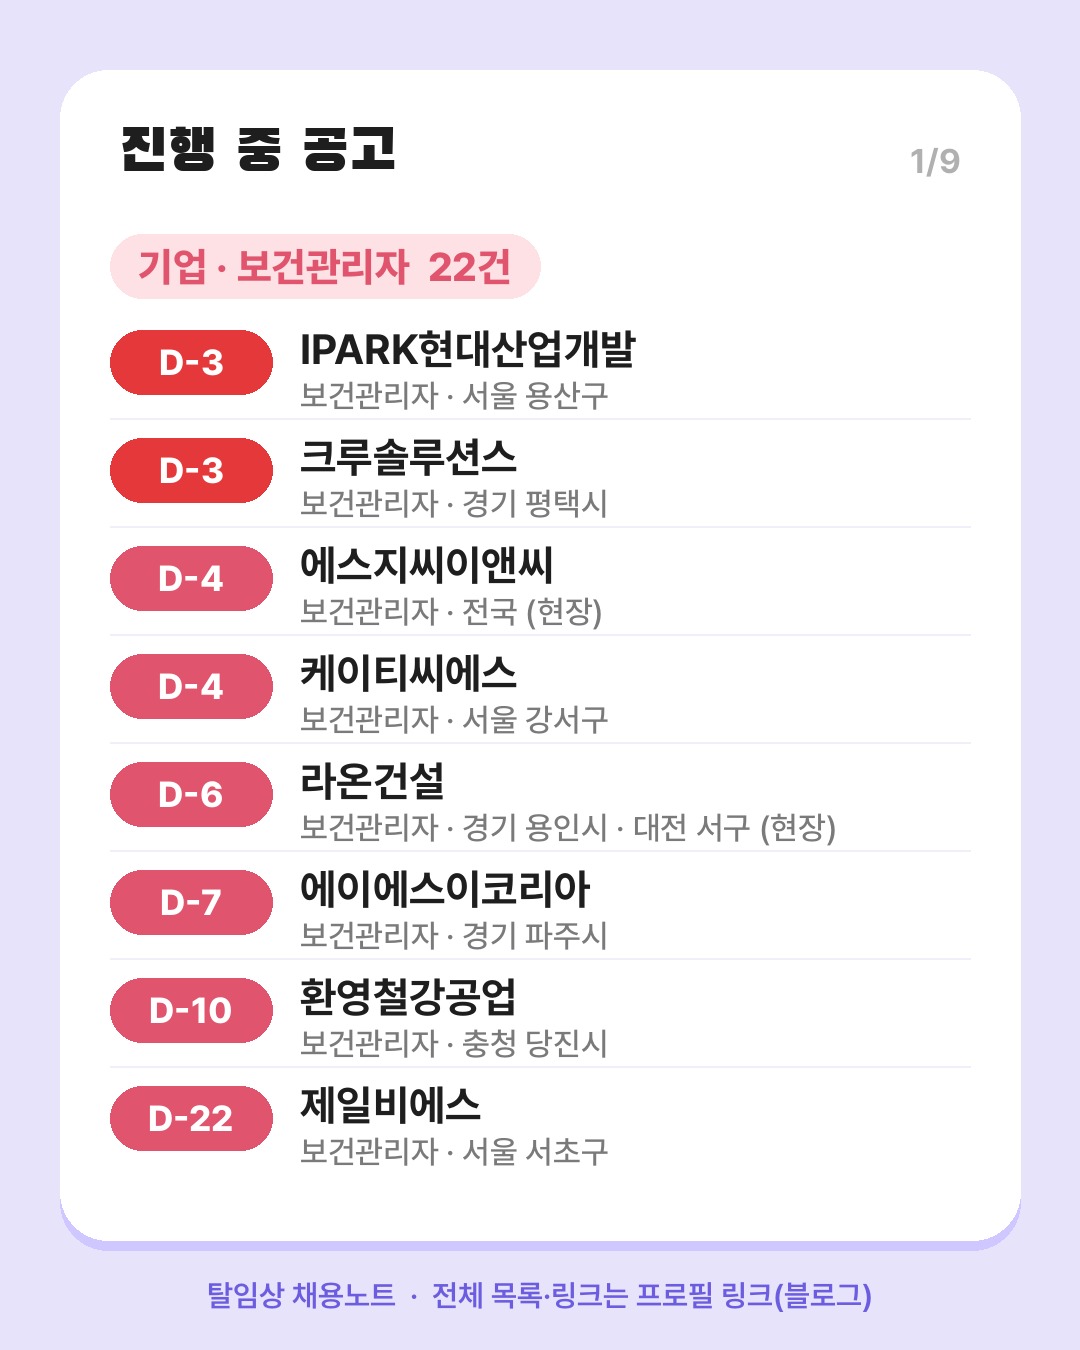 진행 중 공고
1/9
기업 · 보건관리자 22건
D-3
IPARK현대산업개발
보건관리자 · 서울 용산구
D-3
크루솔루션스
보건관리자 · 경기 평택시
D-4
에스지씨이앤씨
보건관리자 · 전국 (현장)
D-4
케이티씨에스
보건관리자 · 서울 강서구
D-6
라온건설
보건관리자 · 경기 용인시 · 대전 서구 (현장)
D-7
에이에스이코리아
보건관리자 · 경기 파주시
D-10
환영철강공업
보건관리자 · 충청 당진시
D-22
제일비에스
보건관리자 · 서울 서초구
탈임상 채용노트 · 전체 목록·링크는 프로필 링크(블로그)